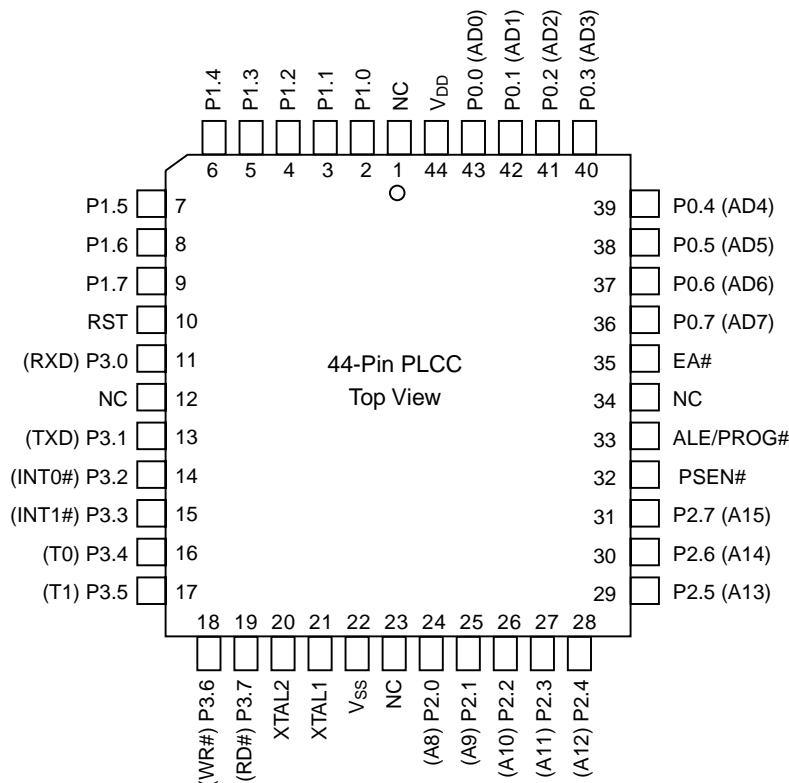 P1.4
P1.3
P1.2
P1.1
P1.0
NC
VDD
P0.0 (AD0)
P0.1 (AD1)
P0.2 (AD2)
P0.3 (AD3)
6
5
4
3
2
1
44
43
42
41
40
P1.5 7
P1.6 8
P1.7 9
RST 10
(RXD) P3.0 11
NC 12
(TXD) P3.1 13
(INT0#) P3.2 14
(INT1#) P3.3 15
(T0) P3.4 16
(T1) P3.5 17
44-Pin PLCC
Top View
39 P0.4 (AD4)
38 P0.5 (AD5)
37 P0.6 (AD6)
36 P0.7 (AD7)
35 EA#
34 NC
33 ALE/PROG#
32 PSEN#
31 P2.7 (A15)
30 P2.6 (A14)
29 P2.5 (A13)
18
19
20
21
22
23
24
25
26
27
28
(WR#) P3.6
(RD#) P3.7
XTAL2
XTAL1
VSS
NC
(A8) P2.0
(A9) P2.1
(A10) P2.2
(A11) P2.3
(A12) P2.4